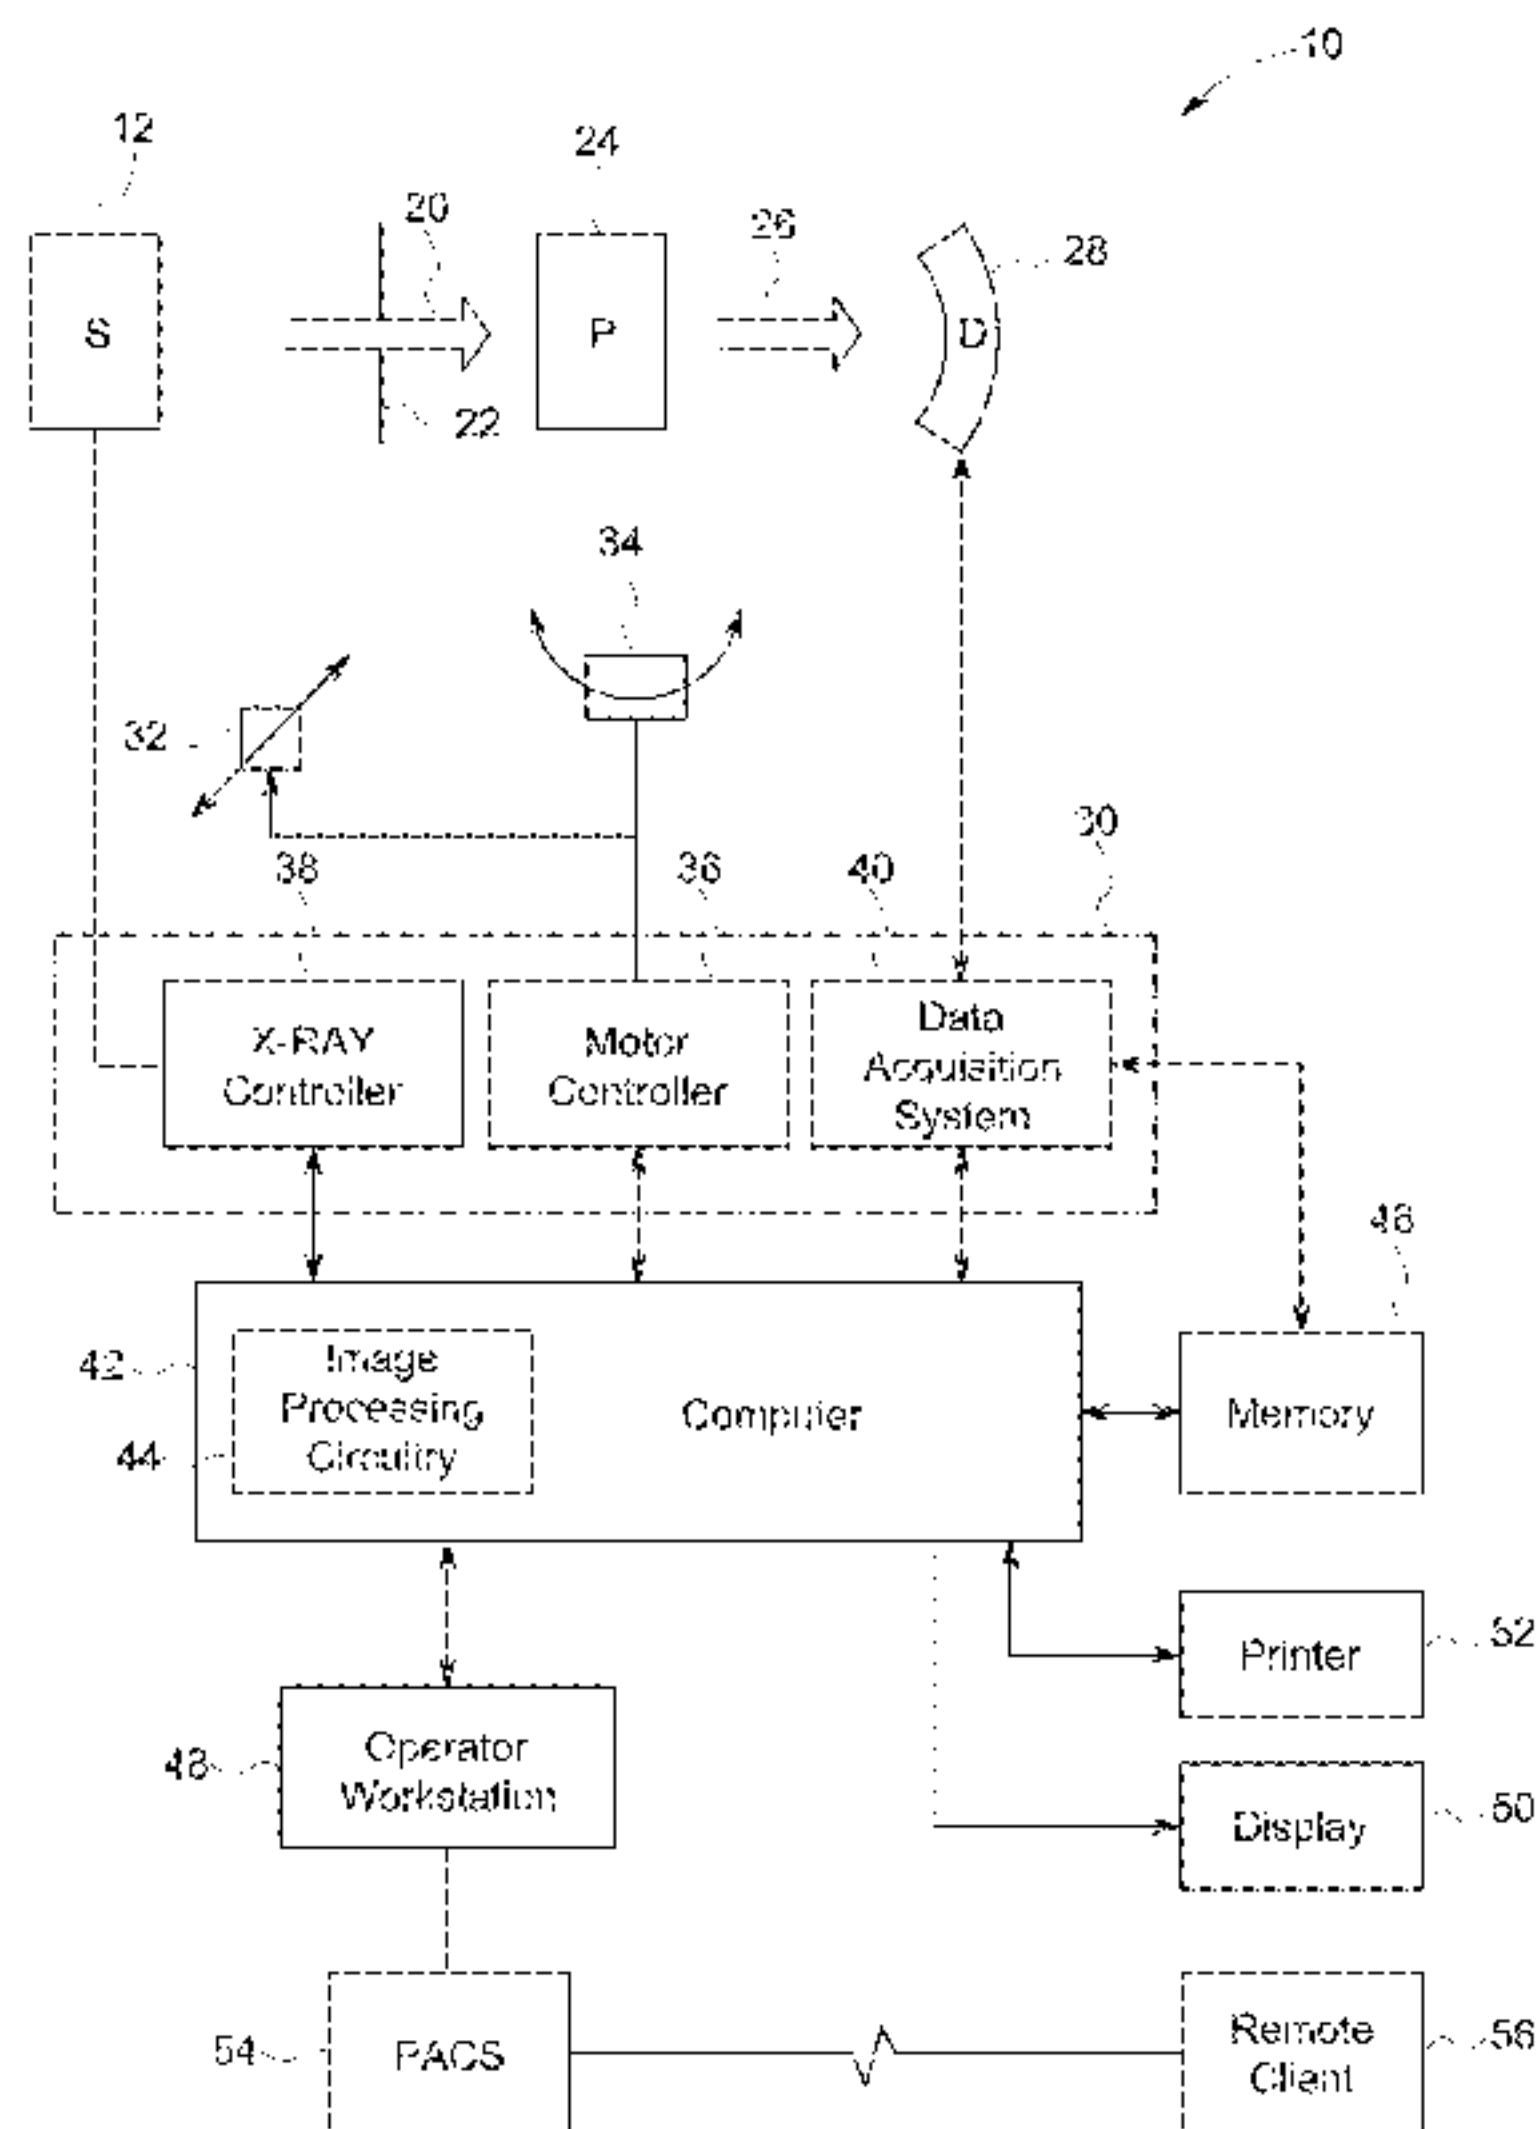 10
12
24
20
26
28
S
P
D
22
34
32
30
38
36
40
X-RAY
Controller
Motor
Controller
Data
Acquisition
System
46
42
Image
Processing
Circuitry
Computer
Memory
44
Printer
52
Operator
Workstation
48
Display
50
54
PACS
Remote
Client
56